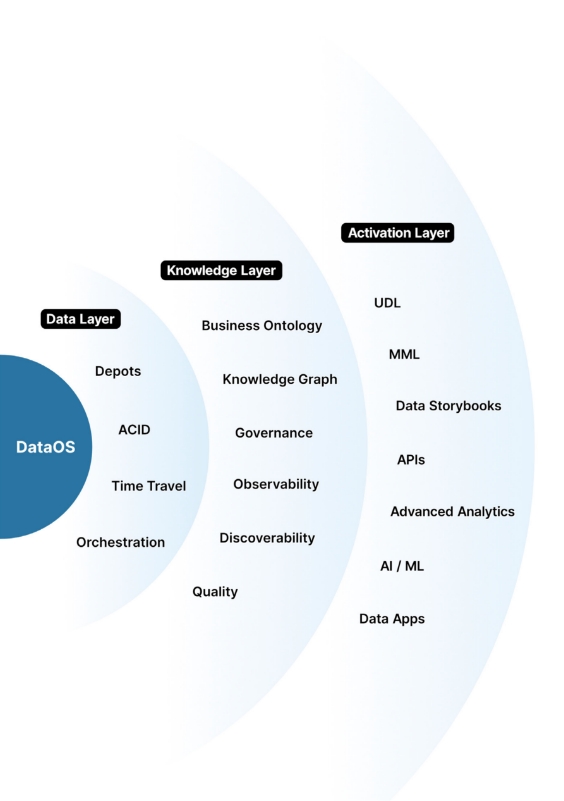 DataOS
Data Layer
Depots
ACID
Time Travel
Orchestration
Knowledge Layer
Business Ontology
Knowledge Graph
Governance
Observability
Discoverability
Quality
Activation Layer
UDL
MML
Data Storybooks
APIs
Advanced Analytics
AI / ML
Data Apps